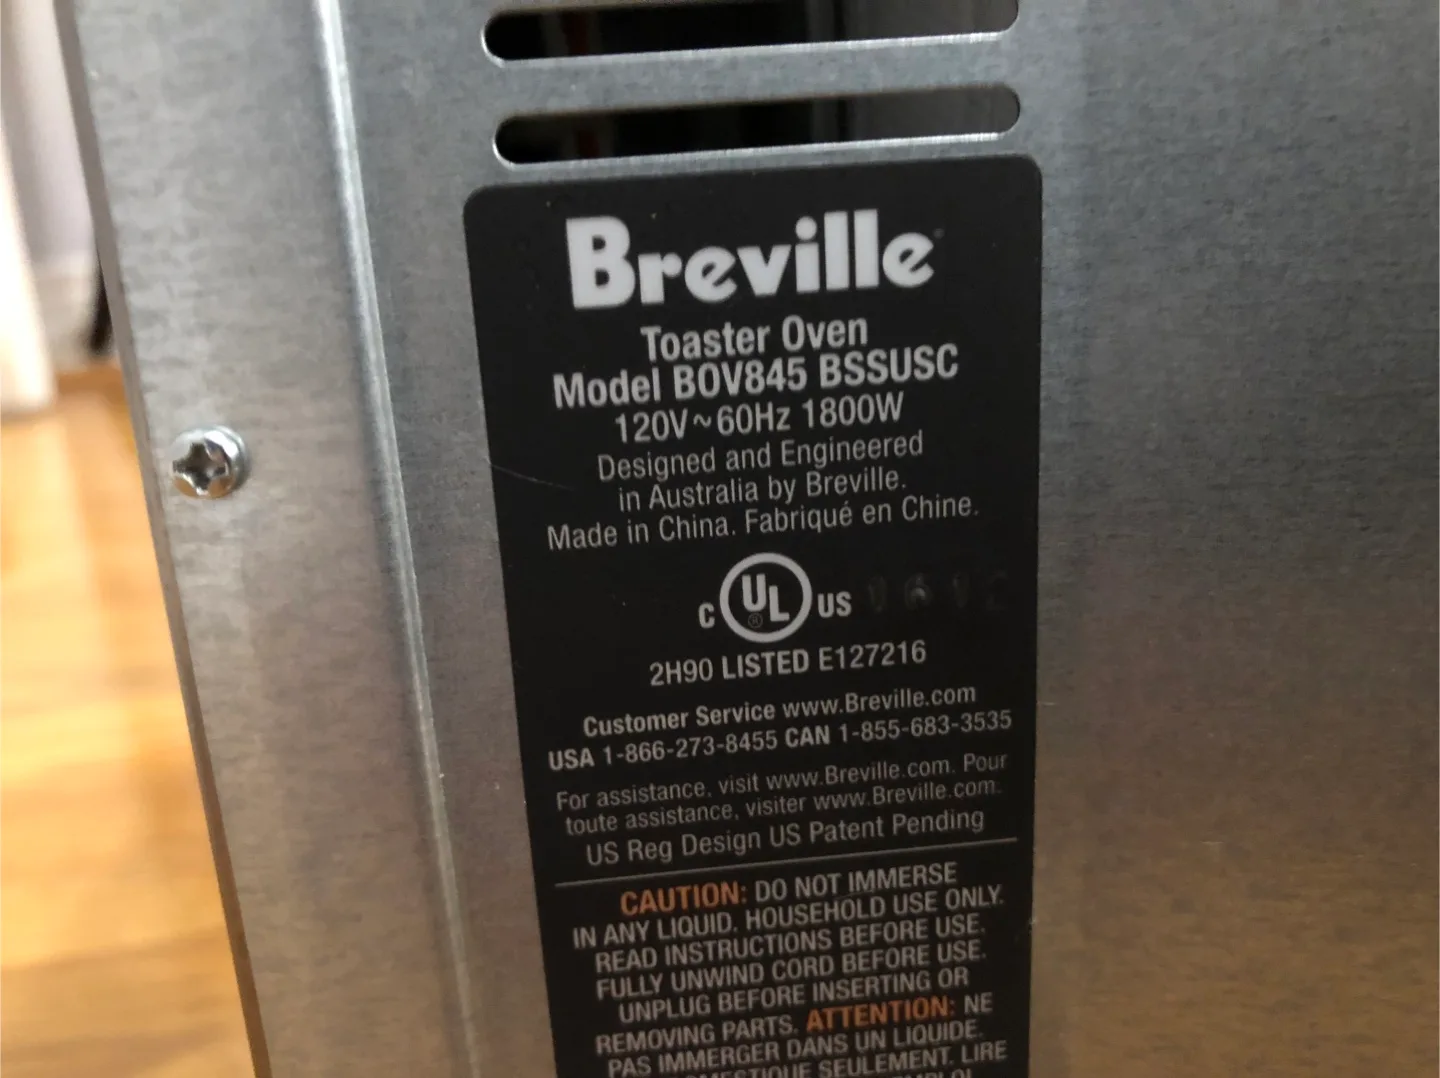 Breville
Toaster Oven
Model BOV845 BSSUSC
120V~60Hz 1800W
Designed and Engineered
in Australia by Breville.
Made in China. Fabriqué en Chine.
C UL ® US
2H90 LISTED E127216
Customer Service www.Breville.com
USA 1-866-273-8455 CAN 1-855-683-3535
For assistance, visit www.Breville.com. Pour
toute assistance, visiter www.Breville.com.
US Reg Design US Patent Pending
CAUTION: DO NOT IMMERSE
IN ANY LIQUID. HOUSEHOLD USE ONLY.
READ INSTRUCTIONS BEFORE USE.
FULLY UNWIND CORD BEFORE USE.
UNPLUG BEFORE INSERTING OR
REMOVING PARTS. ATTENTION: NE
PAS IMMERGER DANS UN LIQUIDE.
SEULEMENT. LIRE